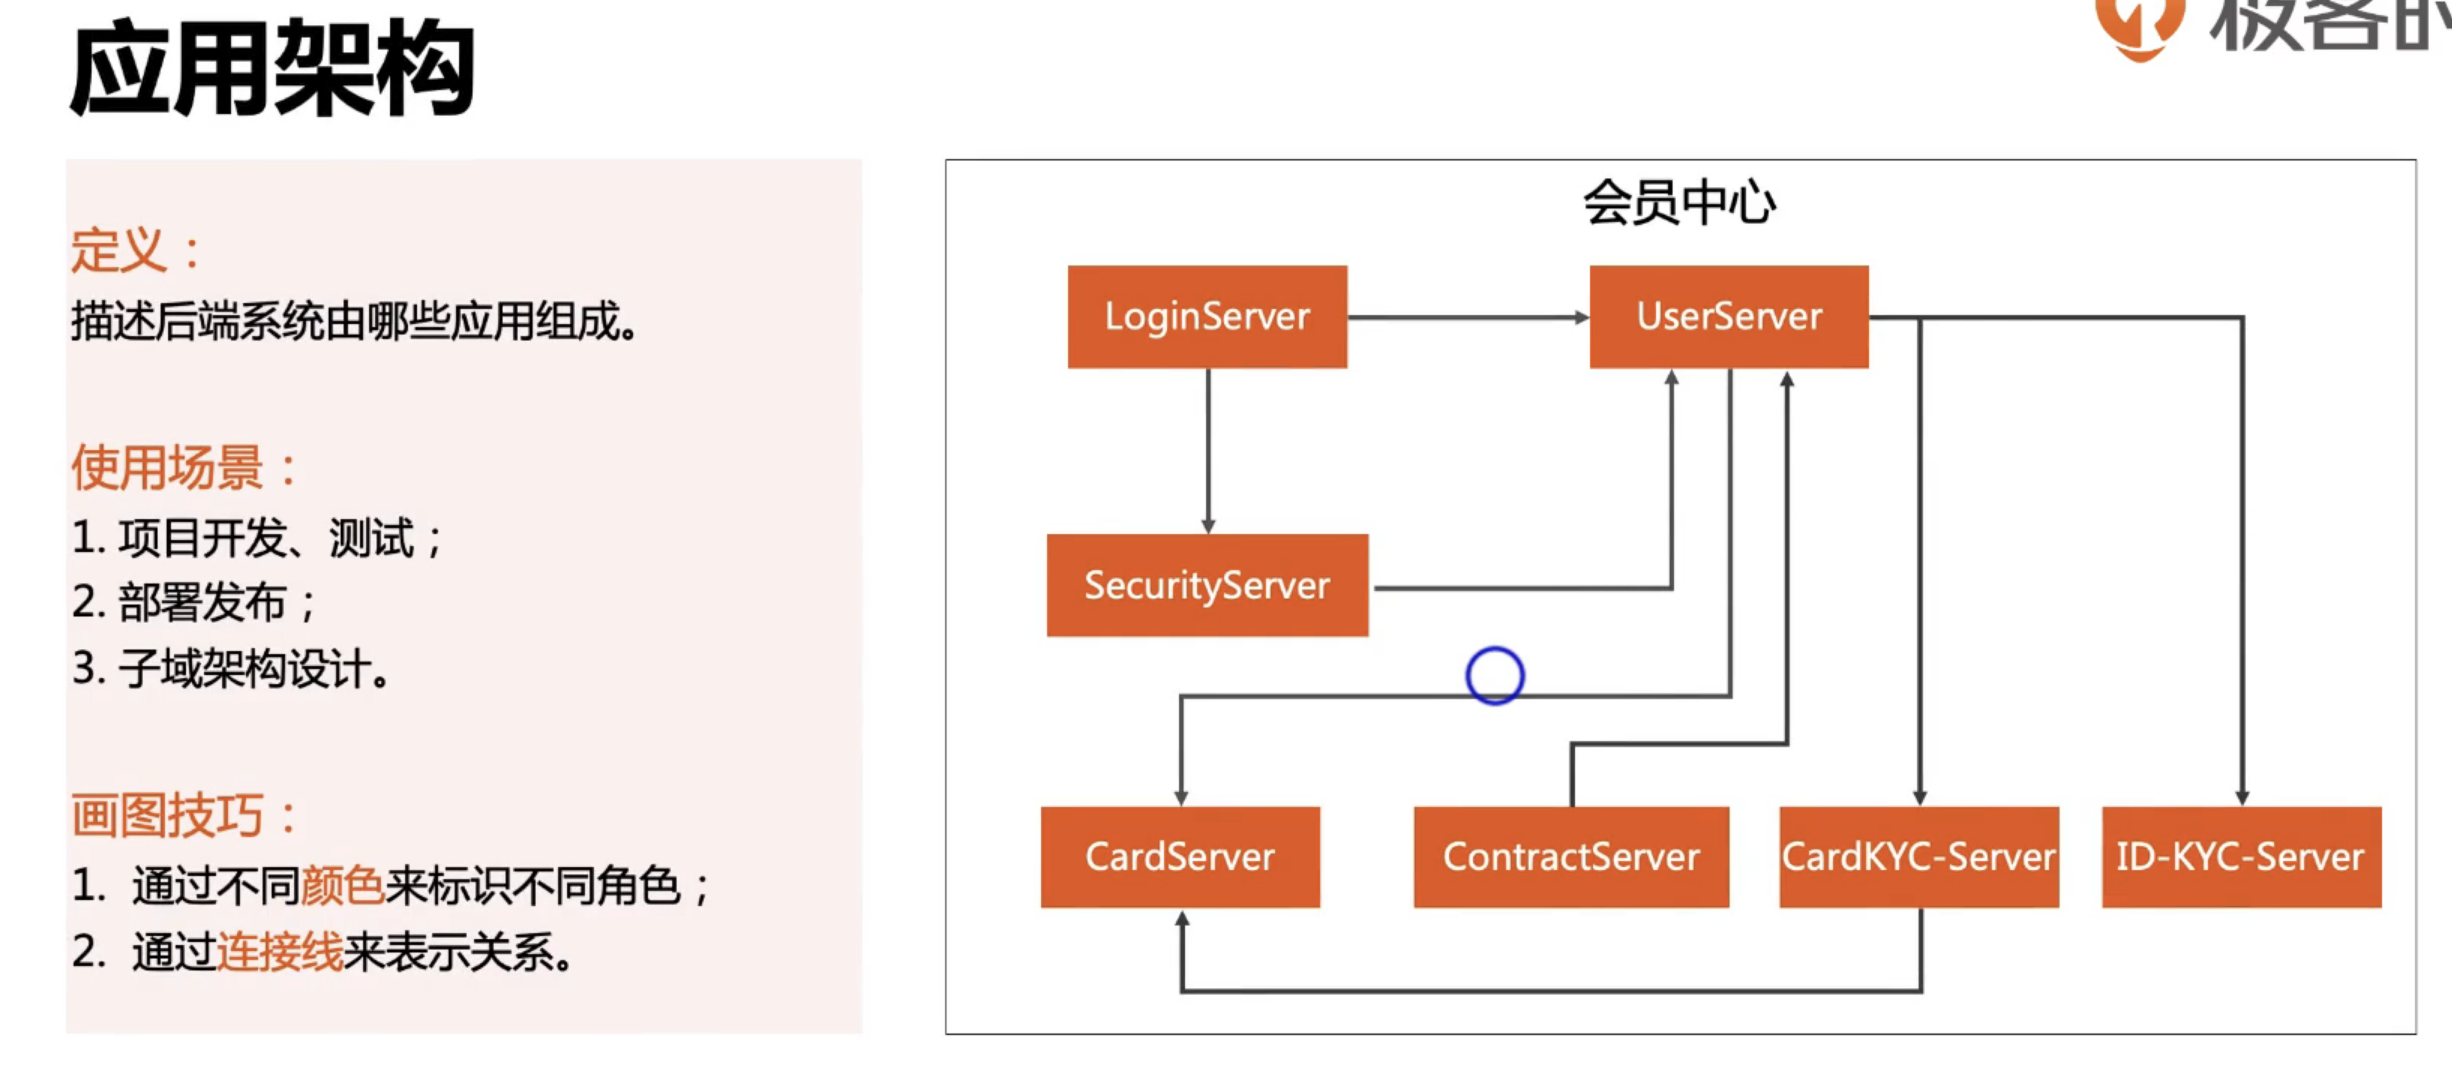 应用架构
极客时
定义：
描述后端系统由哪些应用组成。
使用场景：
1. 项目开发、测试；
2. 部署发布；
3. 子域架构设计。
画图技巧：
1. 通过不同颜色来标识不同角色；
2. 通过连接线来表示关系。
会员中心
LoginServer
UserServer
SecurityServer
CardServer
ContractServer
CardKYC-Server
ID-KYC-Server